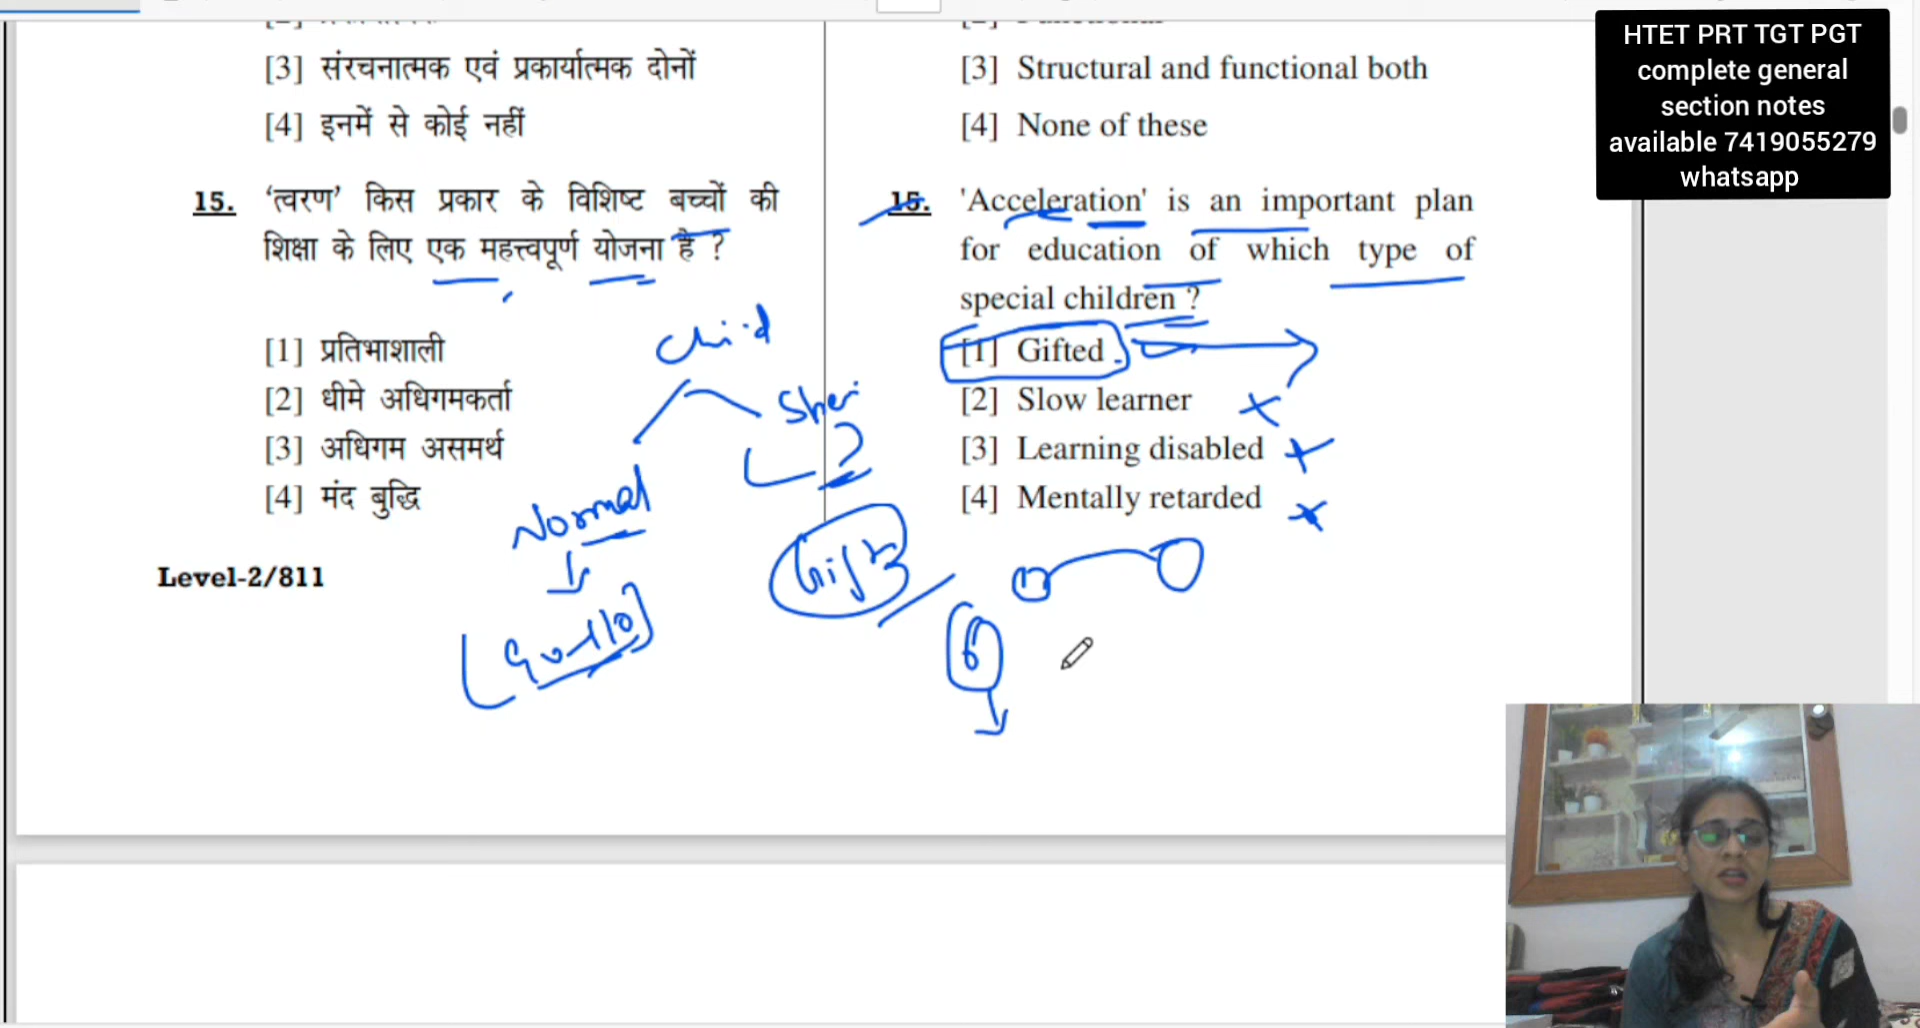 [3] संरचनात्मक एवं प्रकार्यात्मक दोनों
[4] इनमें से कोई नहीं
15. ‘त्वरण’ किस प्रकार के विशिष्ट बच्चों की
शिक्षा के लिए एक महत्त्वपूर्ण योजना है ?
[1] प्रतिभाशाली
[2] धीमे अधिगमकर्ता
[3] अधिगम असमर्थ
[4] मंद बुद्धि
Level-2/811
[3] Structural and functional both
[4] None of these
15. 'Acceleration' is an important plan
for education of which type of
special children ?
[1] Gifted
[2] Slow learner
[3] Learning disabled
[4] Mentally retarded
Child
Normal
90-110
6
HTET PRT TGT PGT
complete general
section notes
available 7419055279
whatsapp